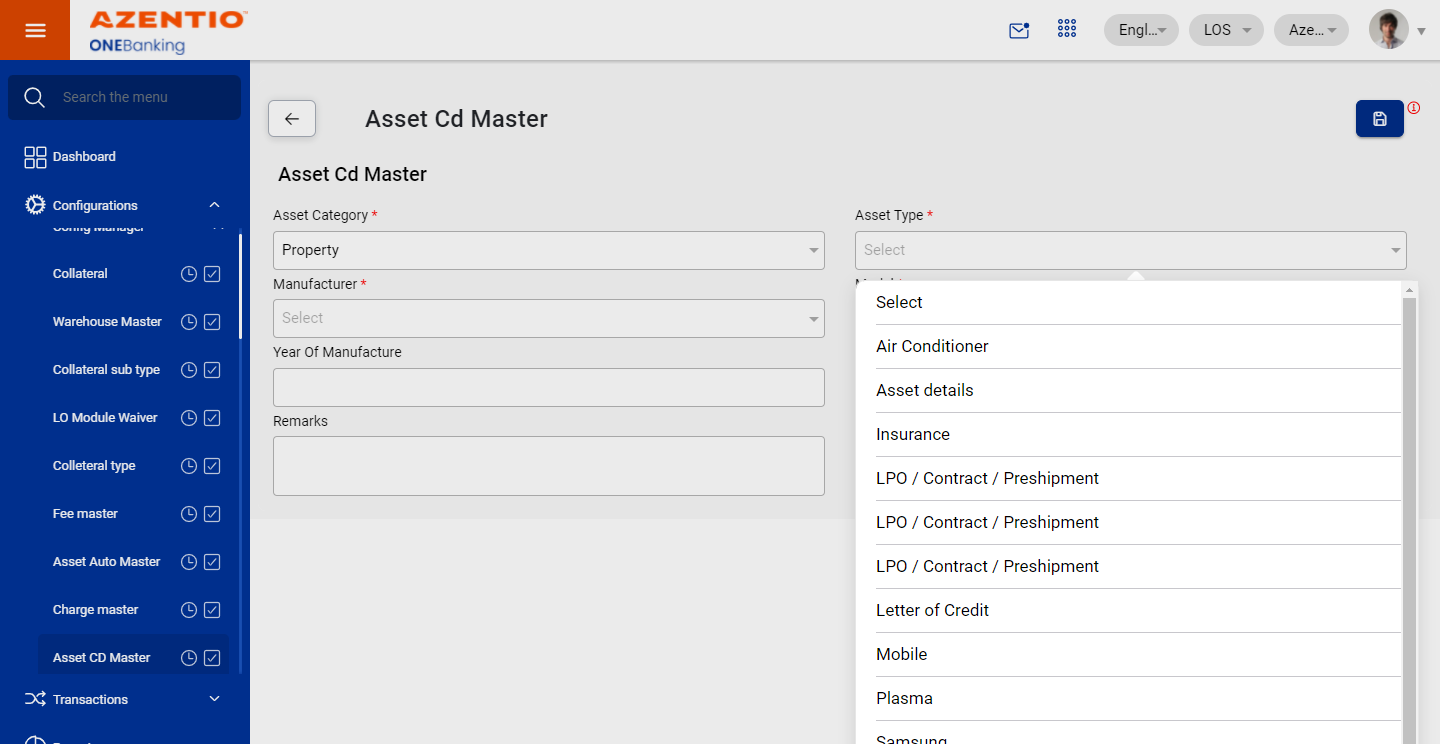 AZENTIO™
ONEBanking
Engl...
LOS
Aze...
Search the menu
Dashboard
Configurations
Config Manager
Collateral
Warehouse Master
Collateral sub type
LO Module Waiver
Colleteral type
Fee master
Asset Auto Master
Charge master
Asset CD Master
Transactions
Asset Cd Master
Asset Cd Master
Asset Category *
Property
Asset Type *
Select
Manufacturer *
Select
Year Of Manufacture
Remarks
Select
Air Conditioner
Asset details
Insurance
LPO / Contract / Preshipment
LPO / Contract / Preshipment
LPO / Contract / Preshipment
Letter of Credit
Mobile
Plasma
Samsung